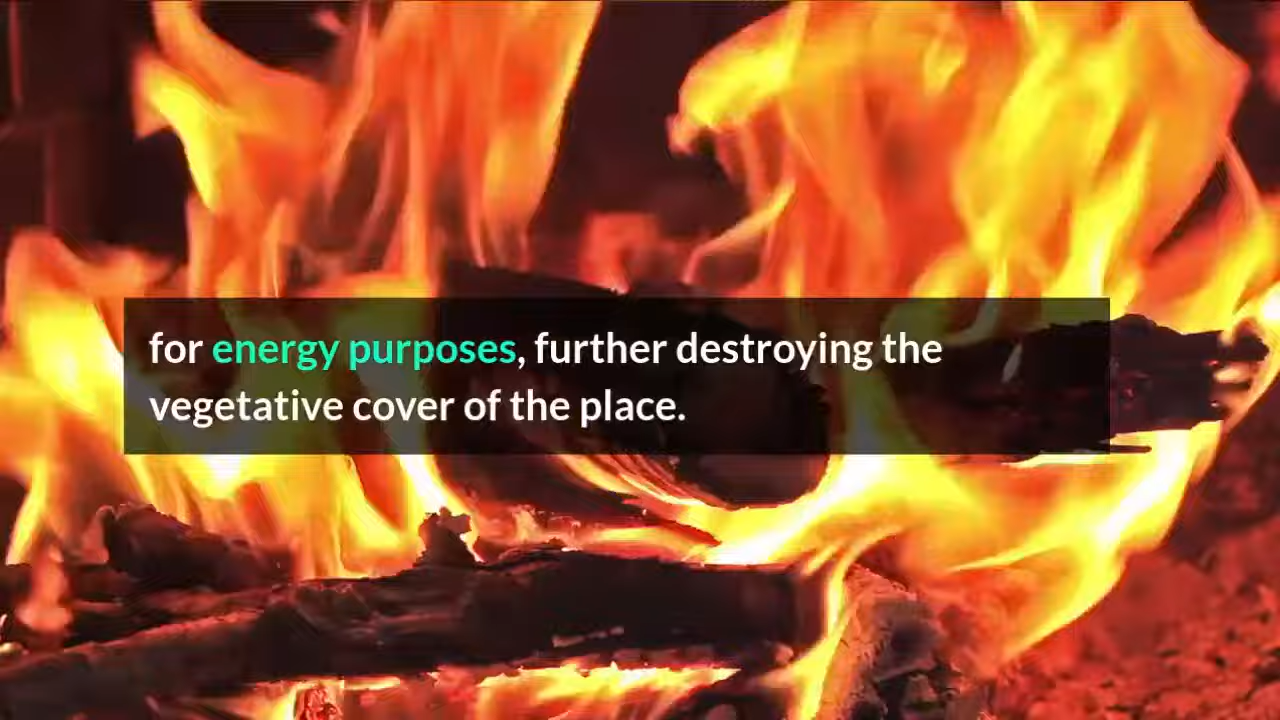 for energy purposes, further destroying the
vegetative cover of the place.